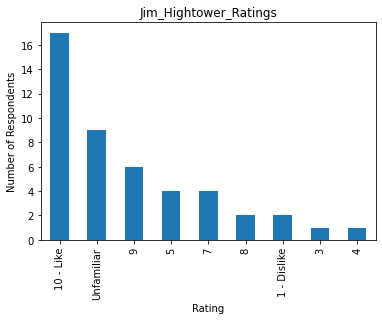 Jim_Hightower_Ratings
Number of Respondents
16
14
12
10
8
6
4
2
0
10 - Like
Unfamiliar
9
5
7
8
1 - Dislike
3
4
Rating